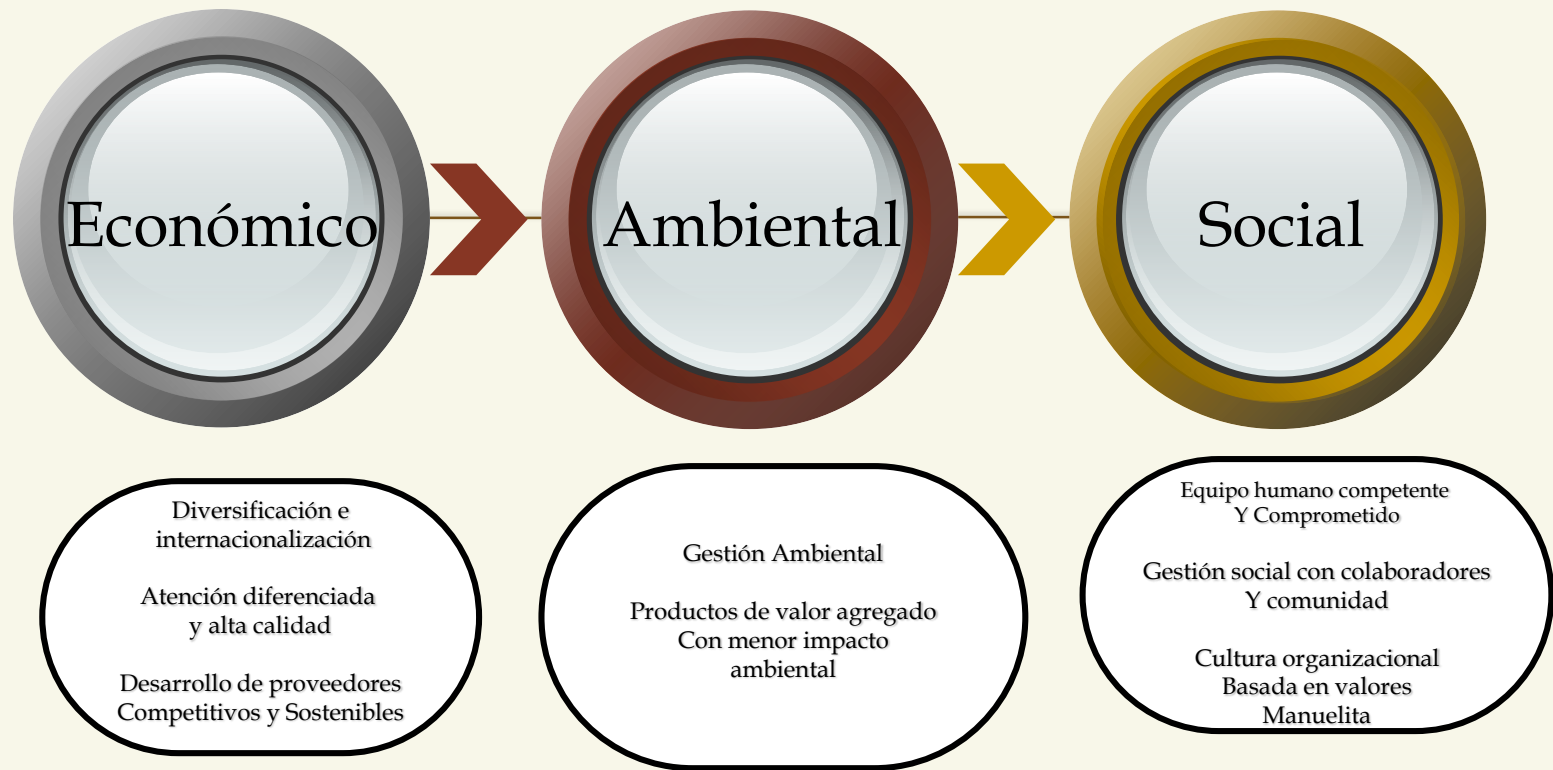 Económico
Ambiental
Social
Diversificación e
internacionalización
Atención diferenciada
y alta calidad
Desarrollo de proveedores
Competitivos y Sostenibles
Gestión Ambiental
Productos de valor agregado
Con menor impacto
ambiental
Equipo humano competente
Y Comprometido
Gestión social con colaboradores
Y comunidad
Cultura organizacional
Basada en valores
Manuelita